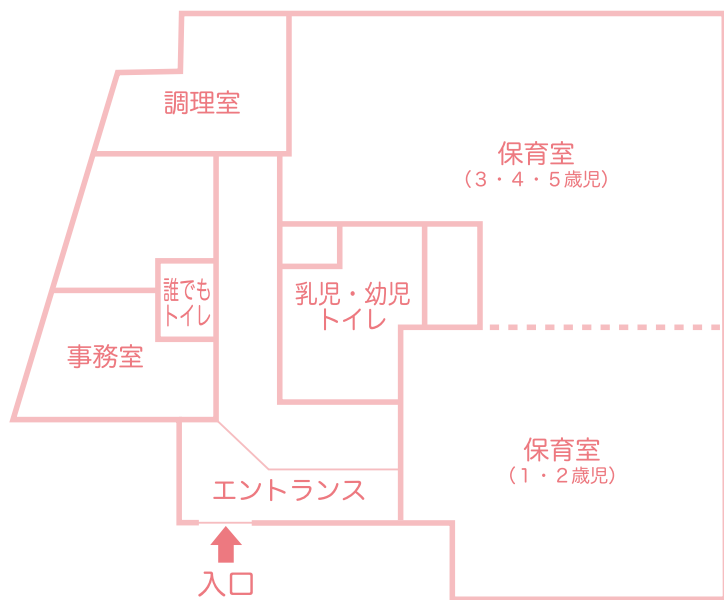 調理室
保育室
（3・4・5歳児）
誰でも
トイレ
乳児・幼児
トイレ
事務室
保育室
（1・2歳児）
エントランス
入口